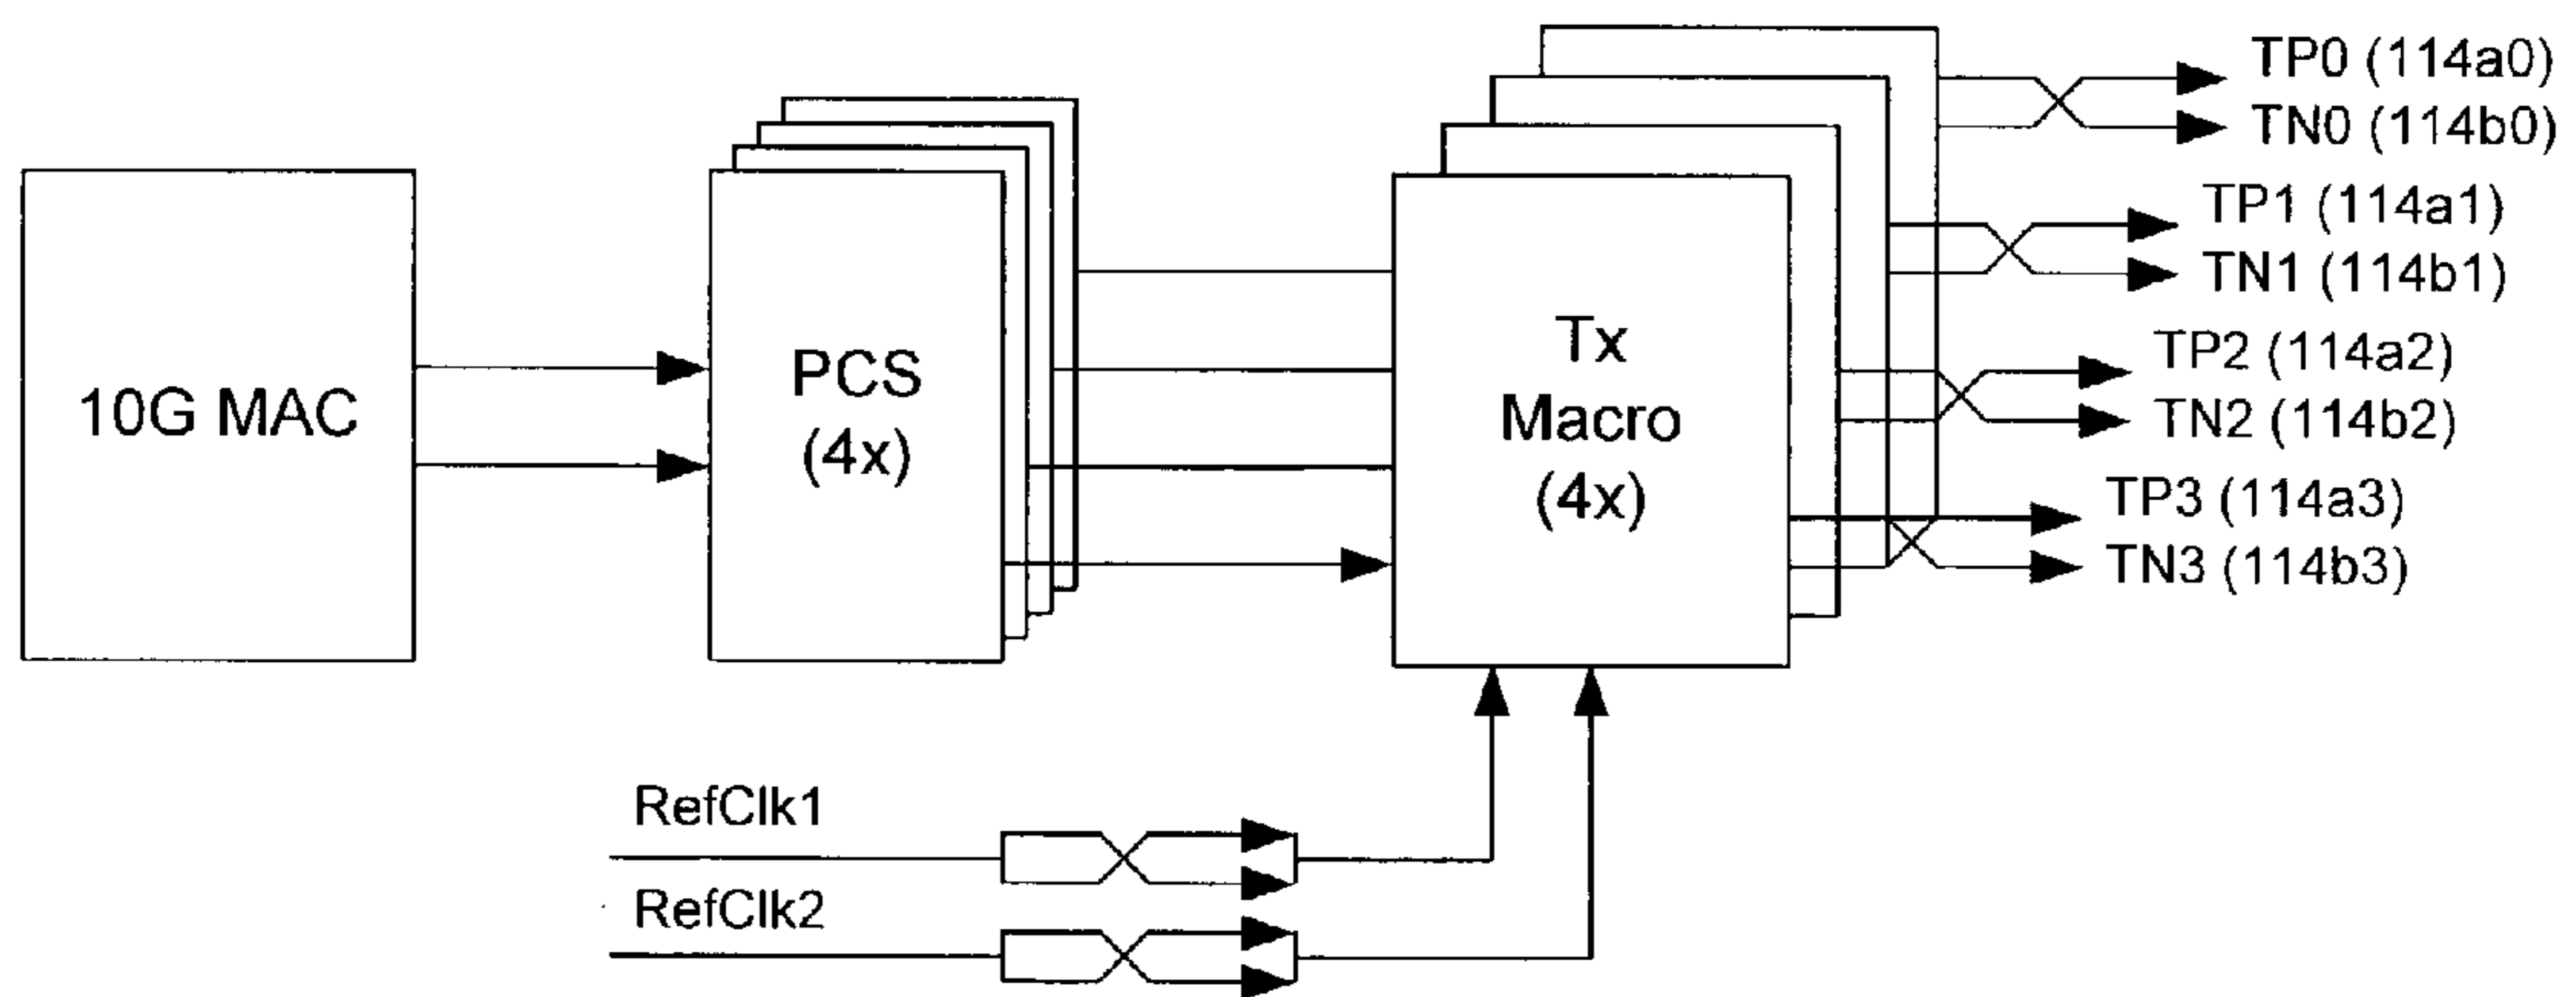 10G MAC
PCS
(4x)
Tx
Macro
(4x)
TP0 (114a0)
TN0 (114b0)
TP1 (114a1)
TN1 (114b1)
TP2 (114a2)
TN2 (114b2)
TP3 (114a3)
TN3 (114b3)
RefClk1
RefClk2